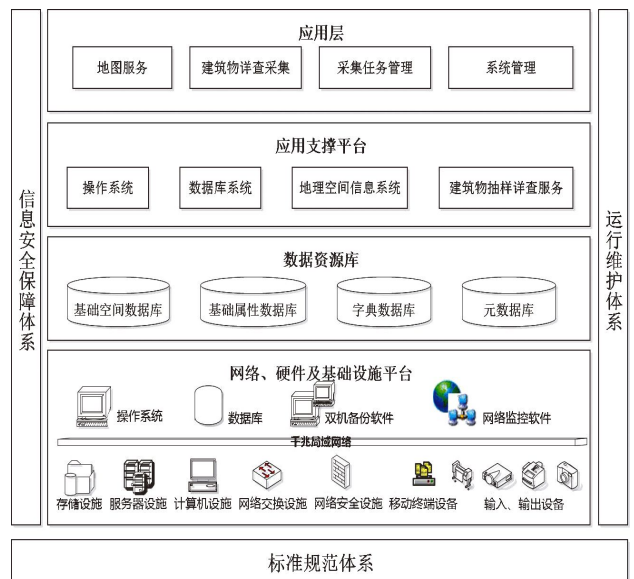 应用层
地图服务
建筑物详查采集
采集任务管理
系统管理
应用支撑平台
操作系统
数据库系统
地理空间信息系统
建筑物抽样详查服务
数据资源库
基础空间数据库
基础属性数据库
字典数据库
元数据库
网络、硬件及基础设施平台
操作系统
数据库
双机备份软件
网络监控软件
千兆局域网络
存储设施
服务器设施
计算机设施
网络交换设施
网络安全设施
移动终端设备
输入、输出设备
信息安全保障体系
运行维护体系
标准规范体系